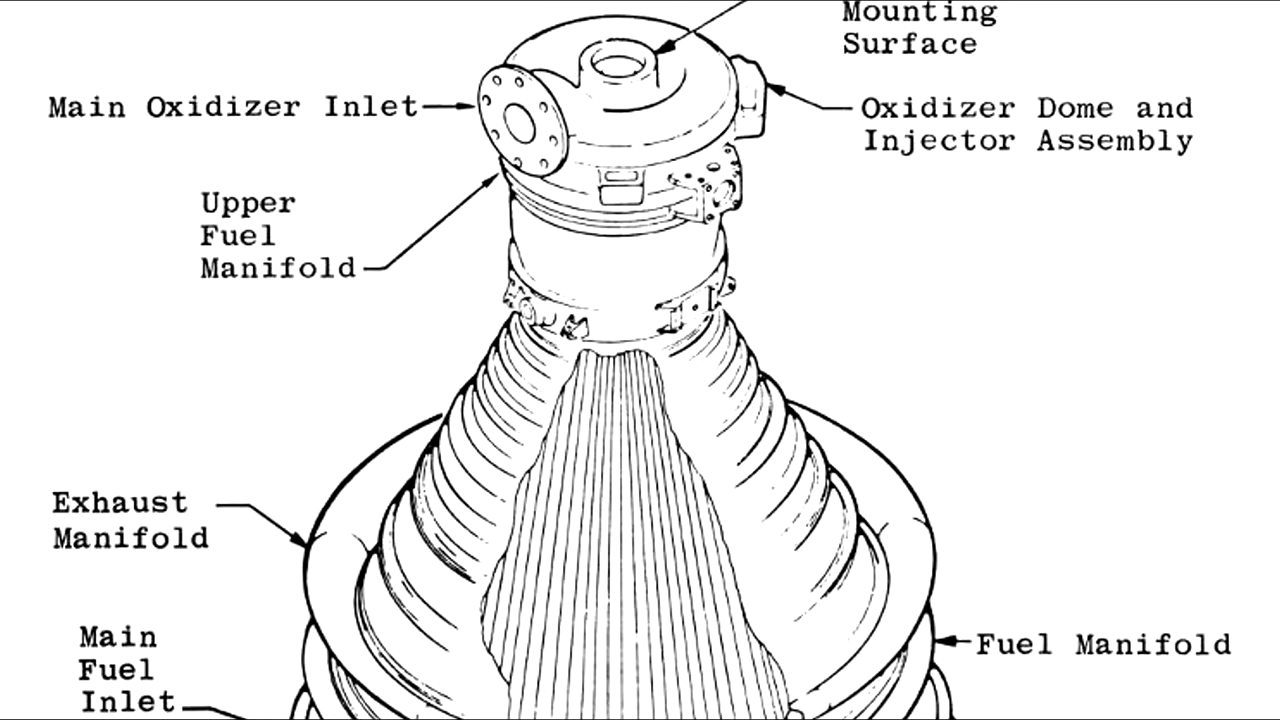 Mounting
Surface
Main Oxidizer Inlet
Oxidizer Dome and
Injector Assembly
Upper
Fuel
Manifold
Exhaust
Manifold
Main
Fuel
Inlet
Fuel Manifold